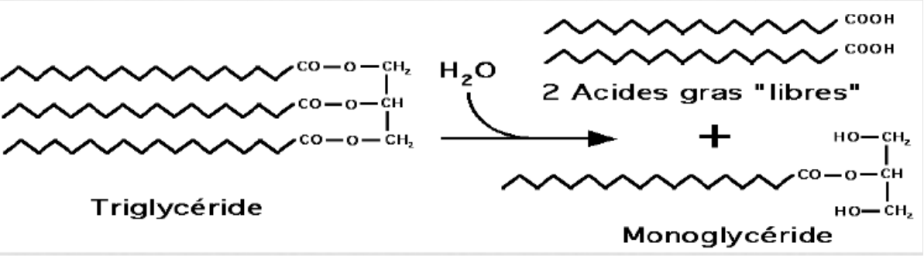 CO—O—CH₂
CO—O—CH
CO—O—CH₂
Triglycéride
H₂O
COOH
COOH
2 Acides gras "libres"
+
HO—CH₂
CO—O—CH
HO—CH₂
Monoglycéride